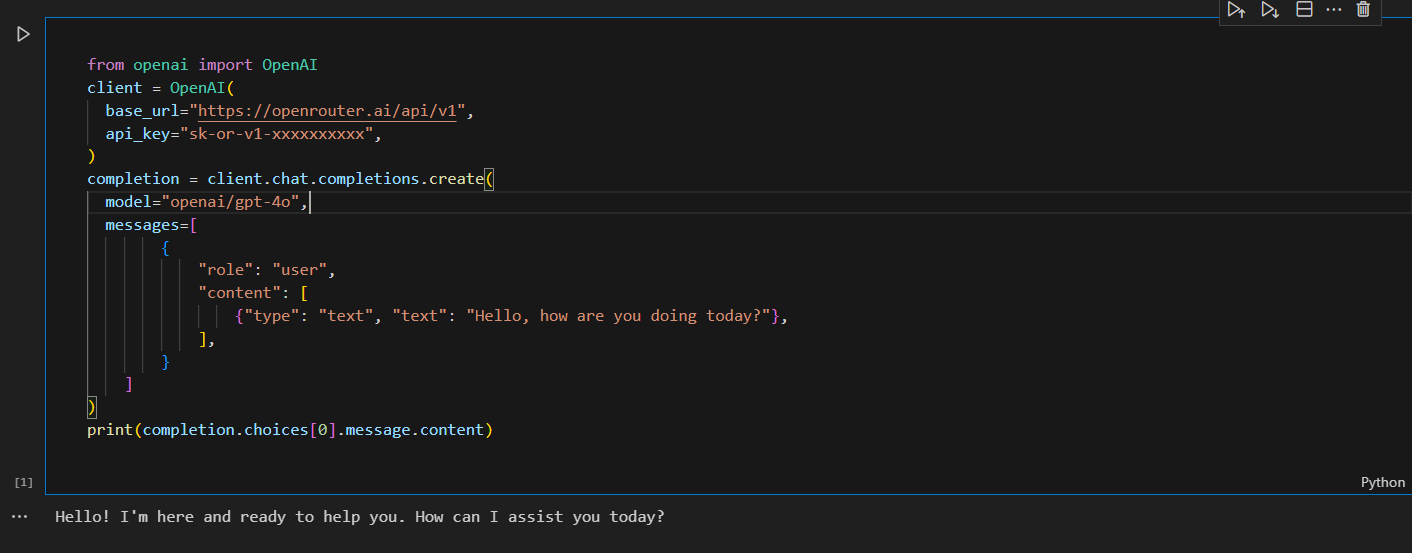 from openai import OpenAI
client = OpenAI(
base_url="https://openrouter.ai/api/v1",
api_key="sk-or-v1-xxxxxxxxxx",
)
completion = client.chat.completions.create(
model="openai/gpt-4o",
messages=[
{
"role": "user",
"content": [
{"type": "text", "text": "Hello, how are you doing today?"},
],
}
]
)
print(completion.choices[0].message.content)
[1]
Python
Hello! I'm here and ready to help you. How can I assist you today?